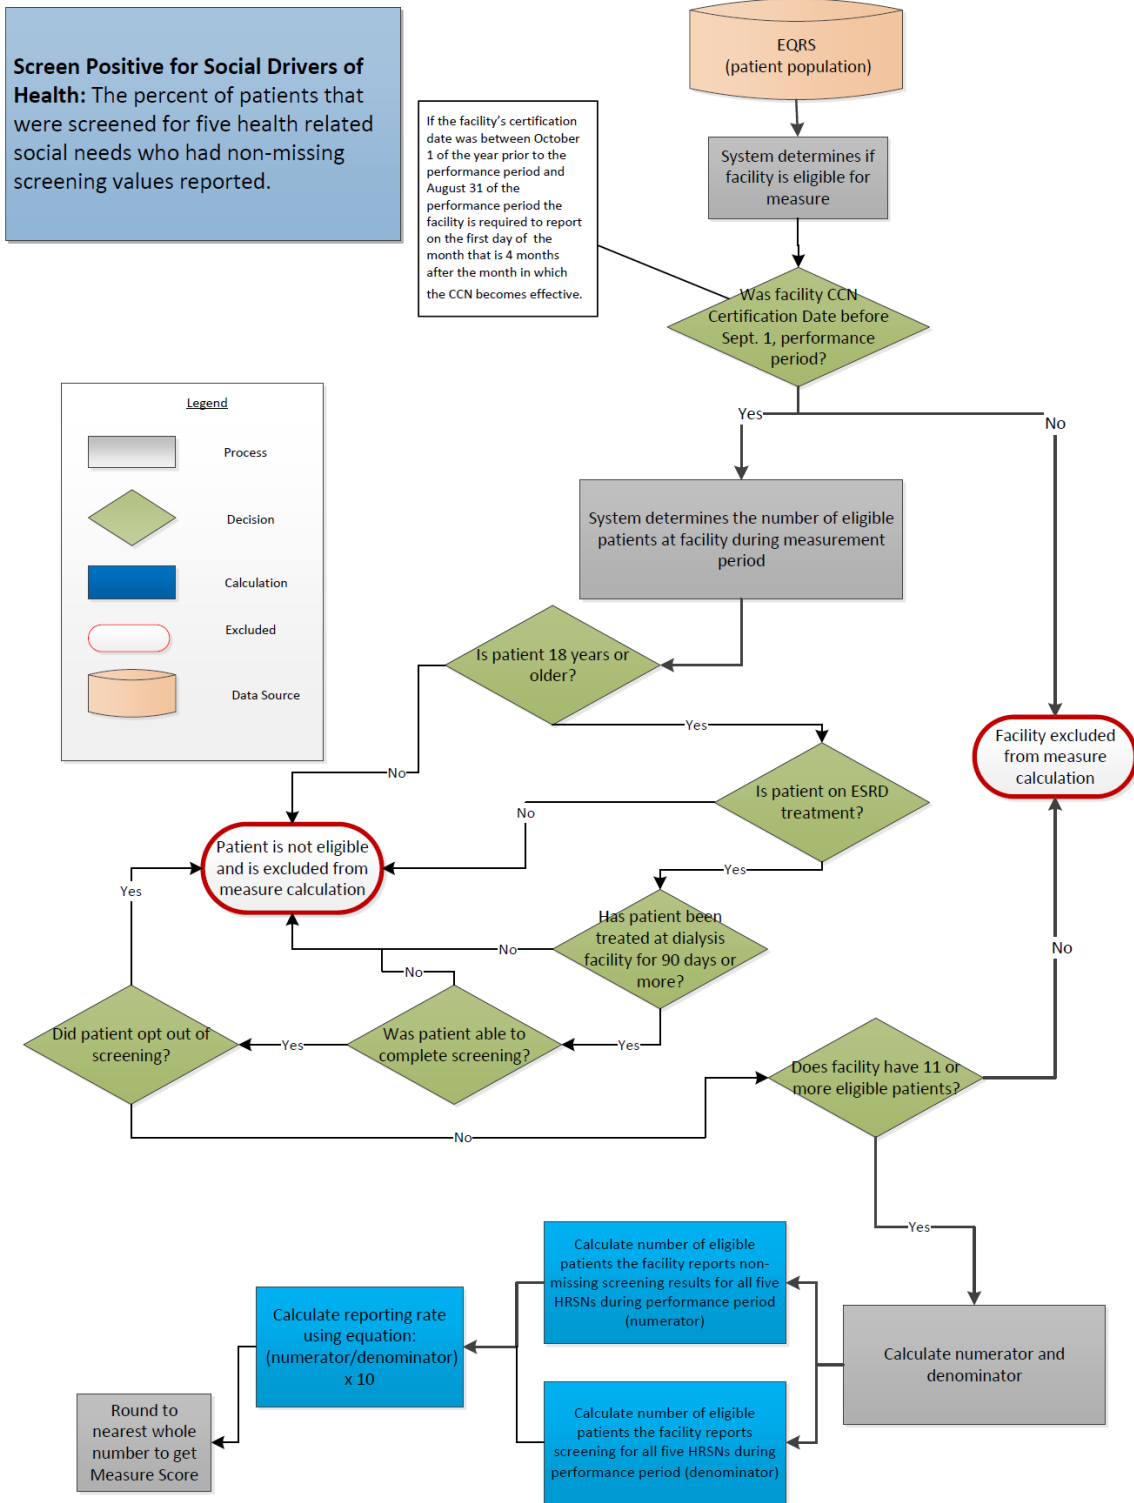 Screen Positive for Social Drivers of
Health: The percent of patients that
were screened for five health related
social needs who had non-missing
screening values reported.
EQRS
(patient population)
If the facility's certification
date was between October
1 of the year prior to the
performance period and
August 31 of the
performance period the
facility is required to report
on the first day of the
month that is 4 months
after the month in which
the CCN becomes effective.
System determines if
facility is eligible for
measure
Was facility CCN
Certification Date before
Sept. 1, performance
period?
Yes
No
Legend
Process
Decision
Calculation
Excluded
Data Source
System determines the number of eligible
patients at facility during measurement
period
Is patient 18 years or
older?
Yes
No
Facility excluded
from measure
calculation
Is patient on ESRD
treatment?
No
Yes
Patient is not eligible
and is excluded from
measure calculation
Has patient been
treated at dialysis
facility for 90 days or
more?
No
Yes
Was patient able to
complete screening?
No
Yes
Did patient opt out of
screening?
Yes
No
Does facility have 11 or
more eligible patients?
No
Yes
Calculate numerator and
denominator
Calculate number of eligible
patients the facility reports non-
missing screening results for all five
HRSNs during performance period
(numerator)
Calculate number of eligible
patients the facility reports
screening for all five HRSNs during
performance period (denominator)
Calculate reporting rate
using equation:
(numerator/denominator)
x 10
Round to
nearest whole
number to get
Measure Score